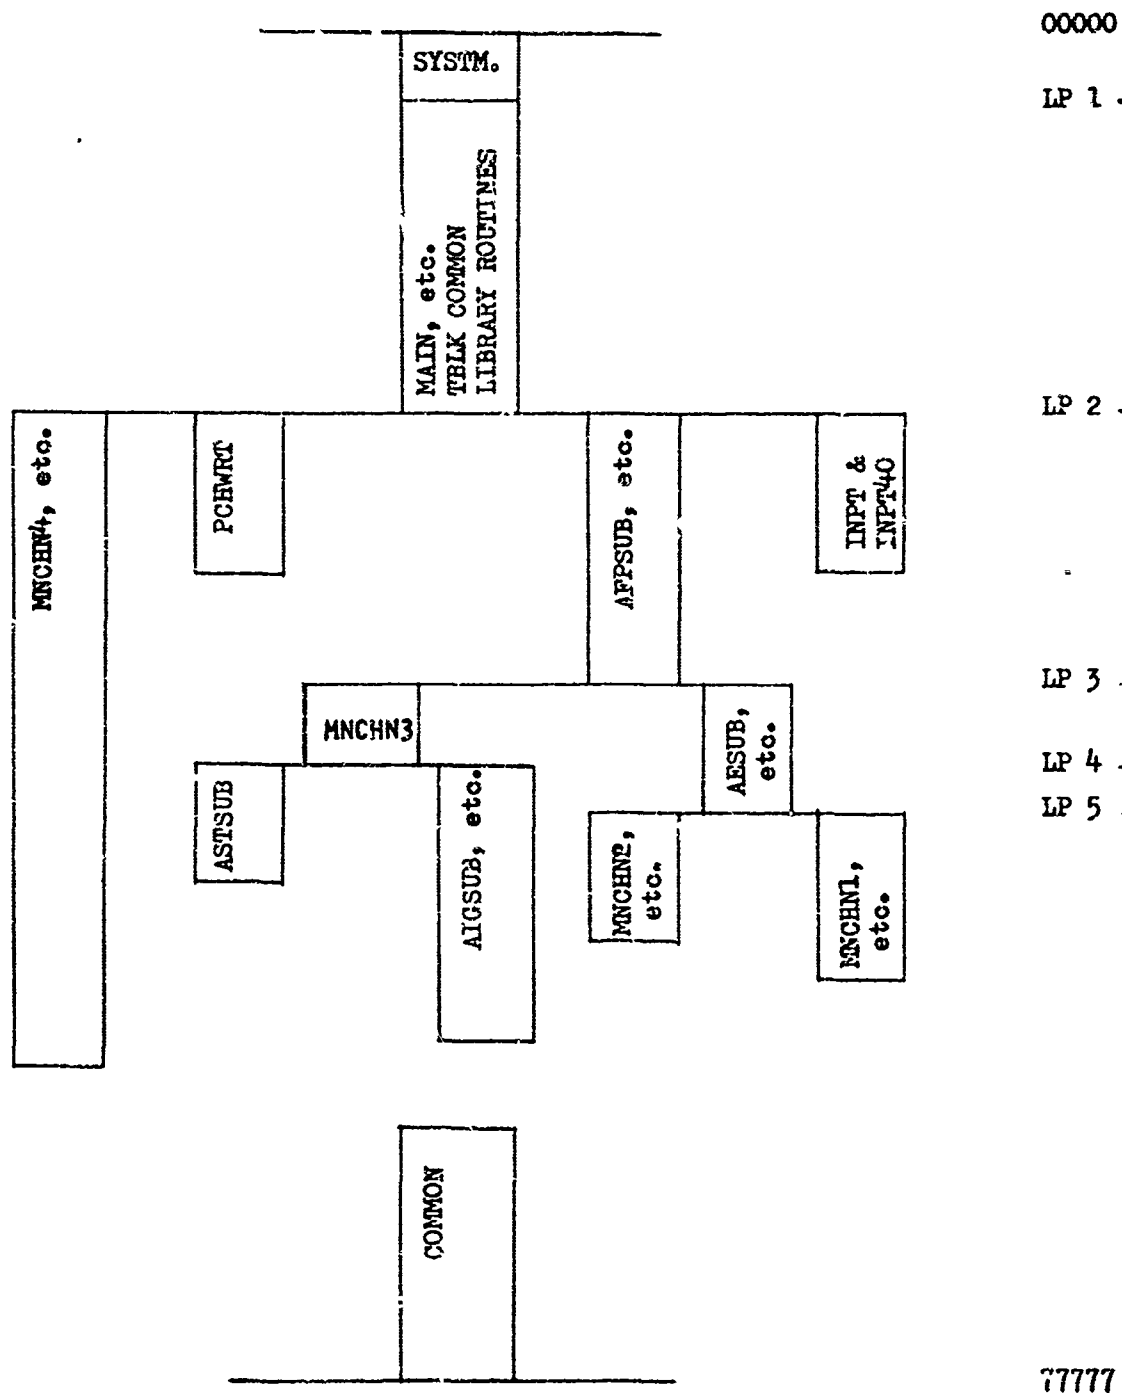 00000
SYSTM.
LP 1
MAIN, etc.
TBLK COMMON
LIBRARY ROUTINES
LP 2
MNCHN4, etc.
PCHWRT
AFPSUB, etc.
INPT &
INPT40
LP 3
MNCHN3
AESUB,
etc.
LP 4
ASTSUB
AIGSUB, etc.
LP 5
MNCHN2,
etc.
MNCHN1,
etc.
COMMON
77777